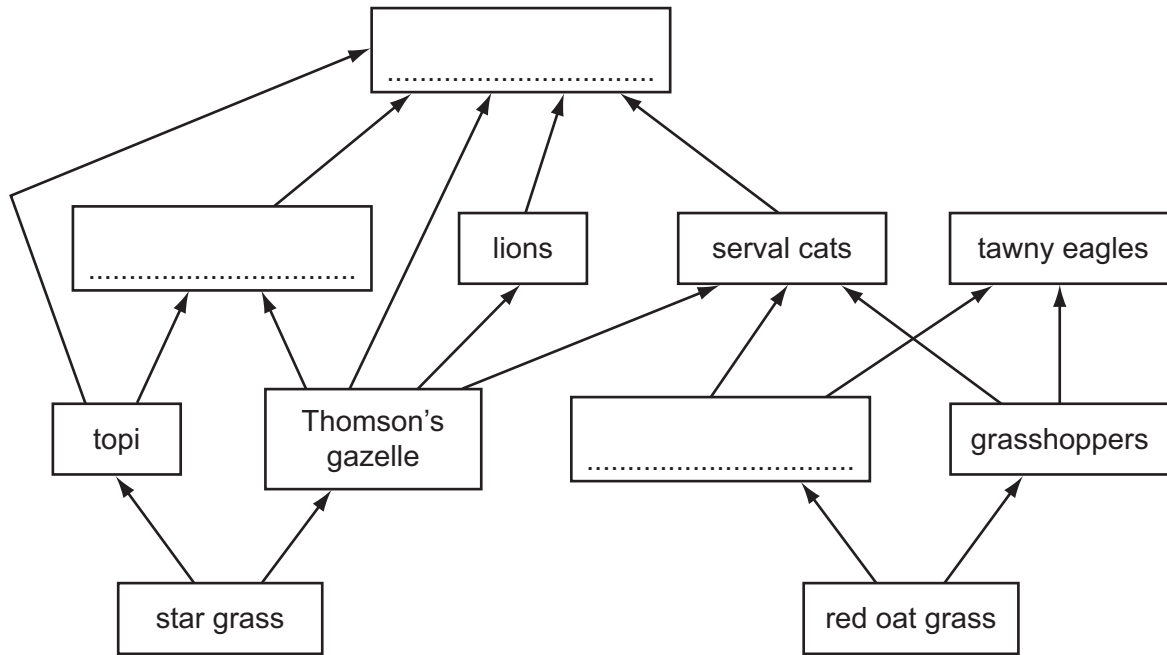 lions
serval cats
tawny eagles
topi
Thomson's
gazelle
grasshoppers
star grass
red oat grass